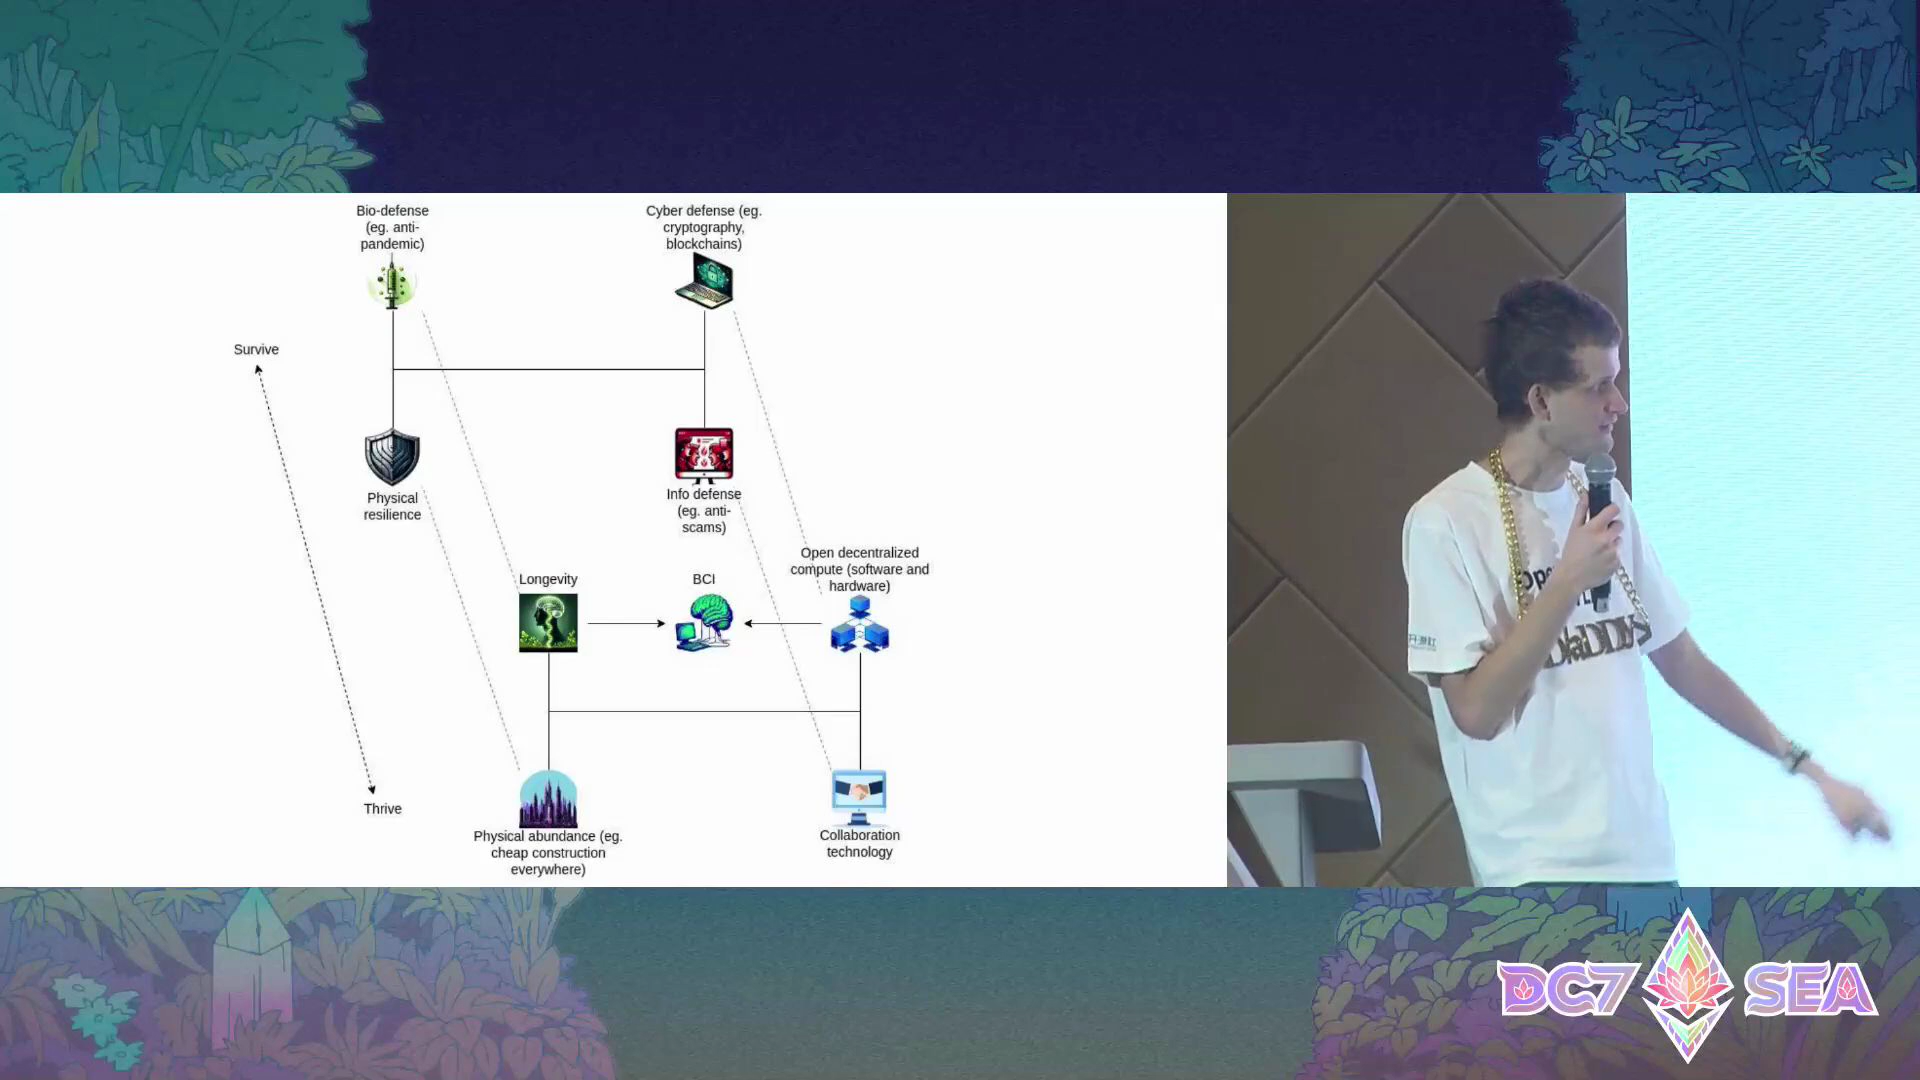 Bio-defense
(eg. anti-
pandemic)
Cyber defense (eg.
cryptography,
blockchains)
Survive
Physical
resilience
Info defense
(eg. anti-
scams)
Longevity
BCI
Open decentralized
compute (software and
hardware)
Thrive
Physical abundance (eg.
cheap construction
everywhere)
Collaboration
technology
DC7 SEA